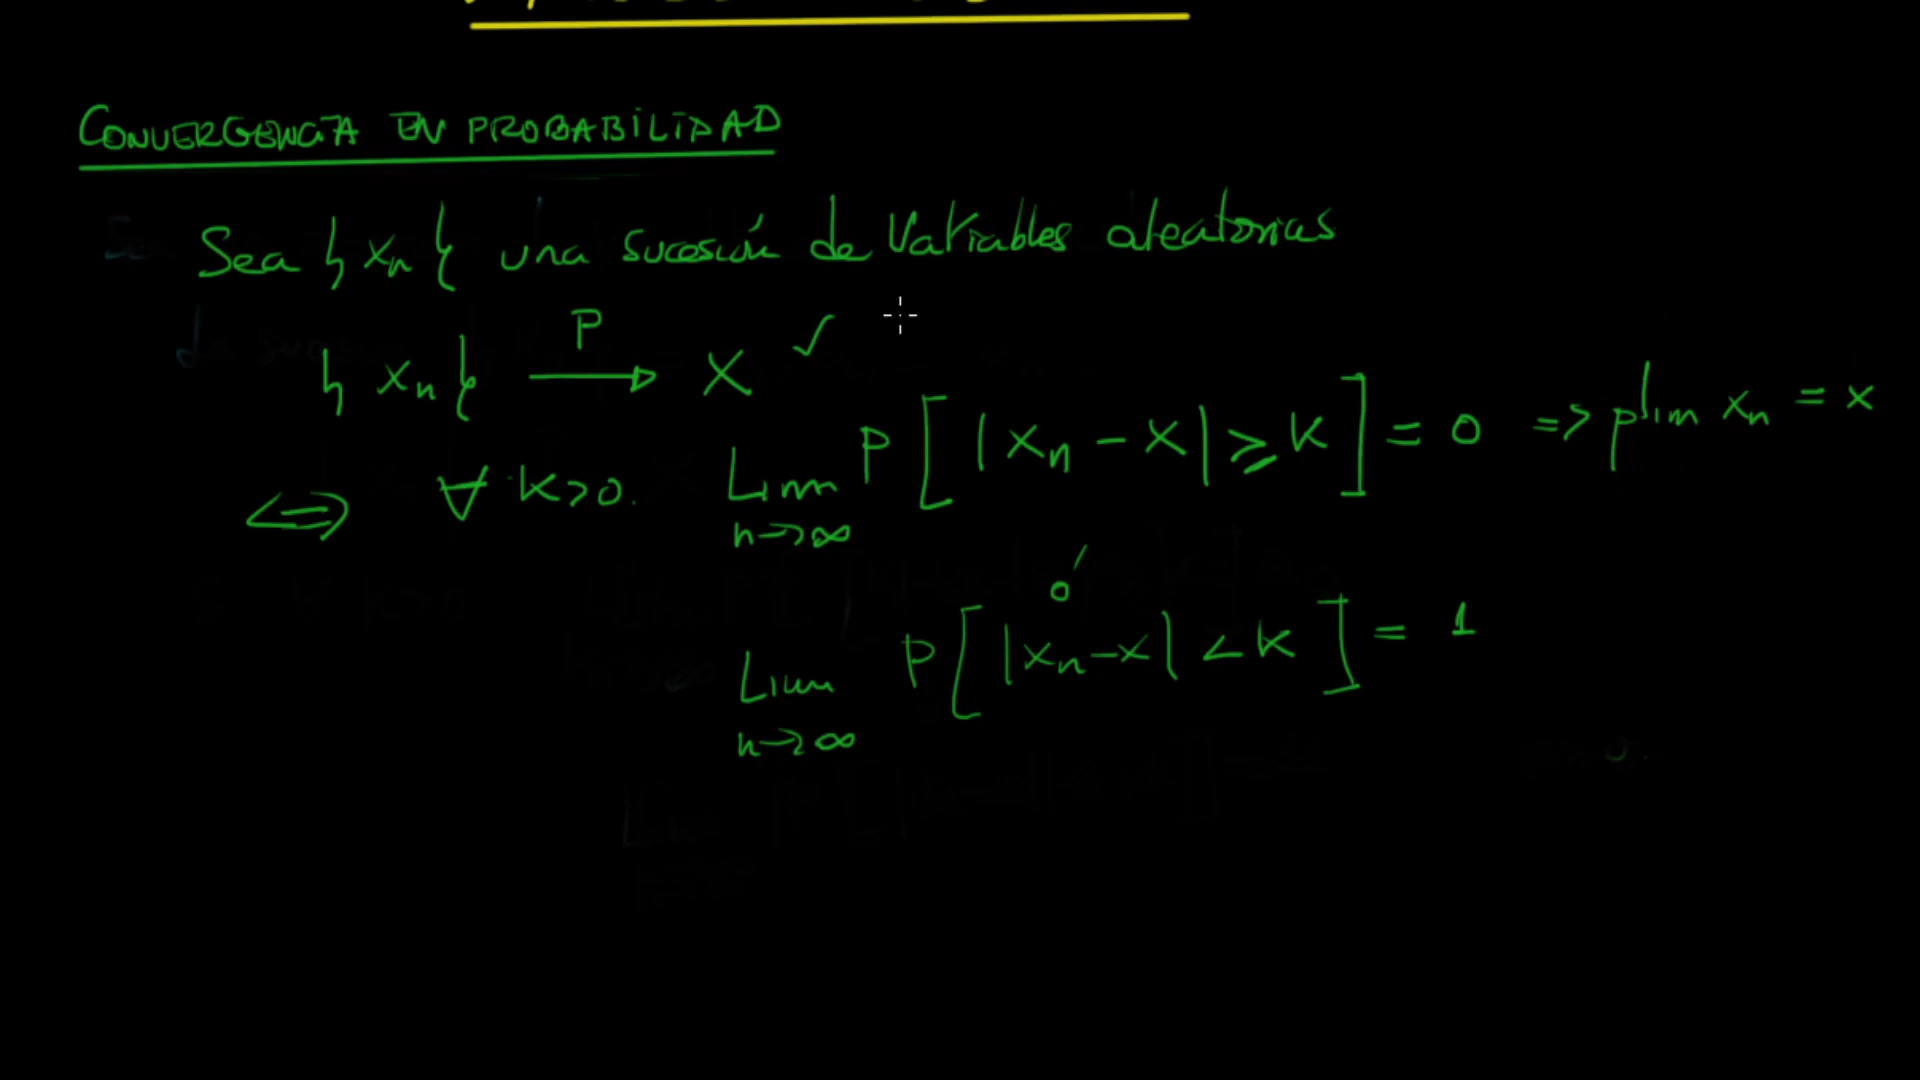 CONVERGENCIA EN PROBABILIDAD
Sea {xn} una sucesión de Variables aleatorias
{xn} P→ X ✓
⇔ ∀ K>0. Lim n→∞ P[|xn - X| ≥ K] = 0 => plim xn = x
ó
Lim n→∞ P[|xn-x| < K] = 1